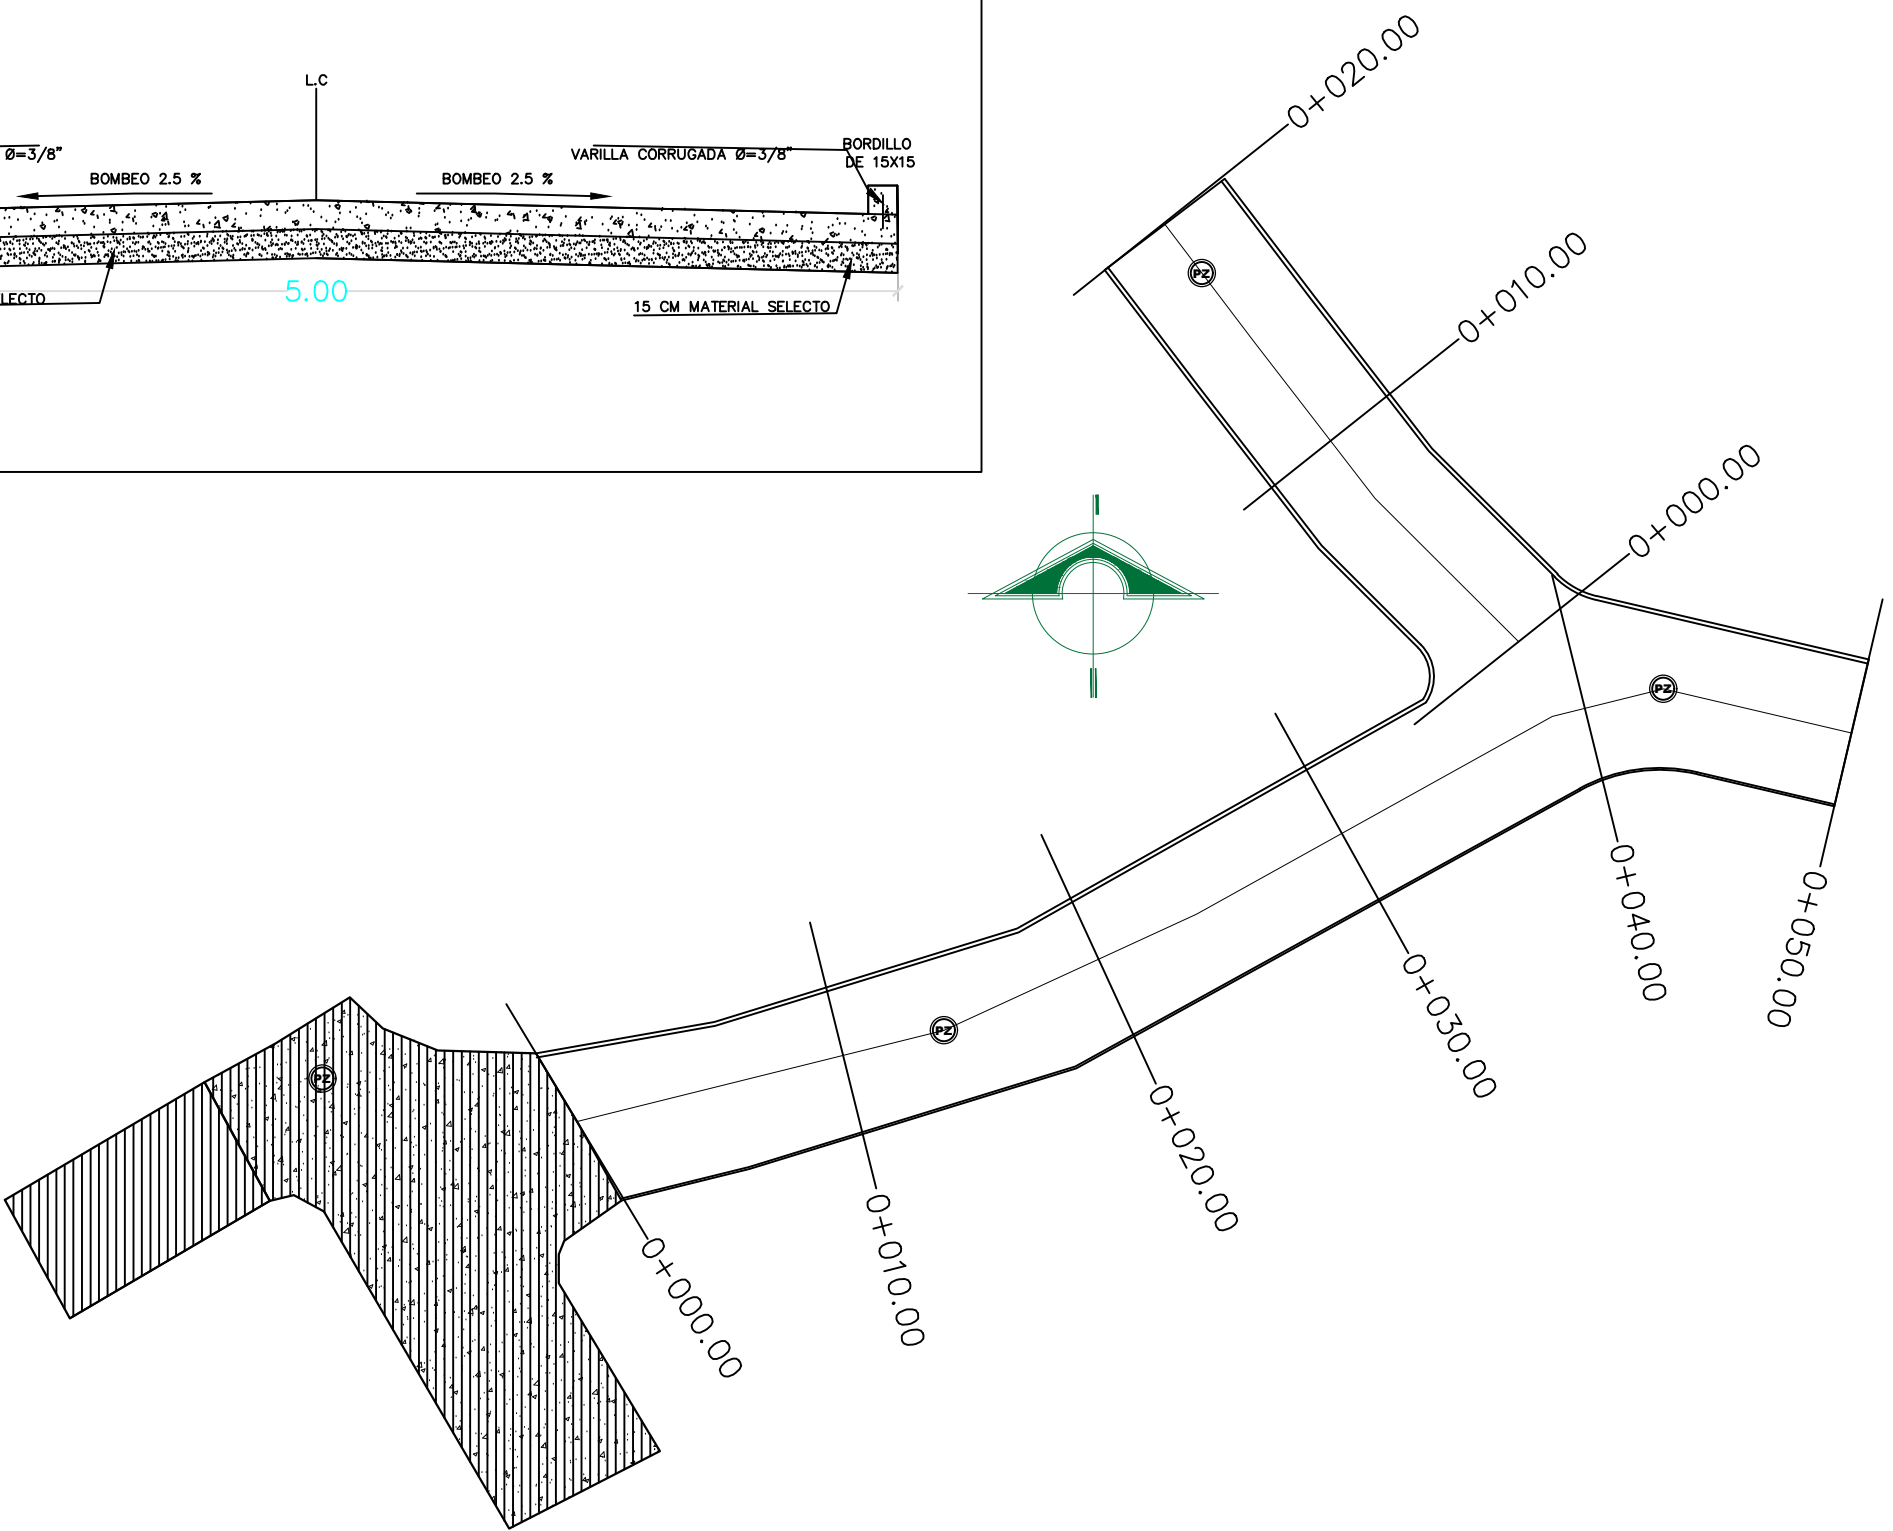 L.C
Ø=3/8"
VARILLA CORRUGADA Ø=3/8"
BORDILLO
DE 15X15
BOMBEO 2.5 %
BOMBEO 2.5 %
5.00
LECTO
15 CM MATERIAL SELECTO
0+020.00
0+010.00
0+000.00
PZ
PZ
PZ
PZ
0+000.00
0+010.00
0+020.00
0+030.00
0+040.00
0+050.00